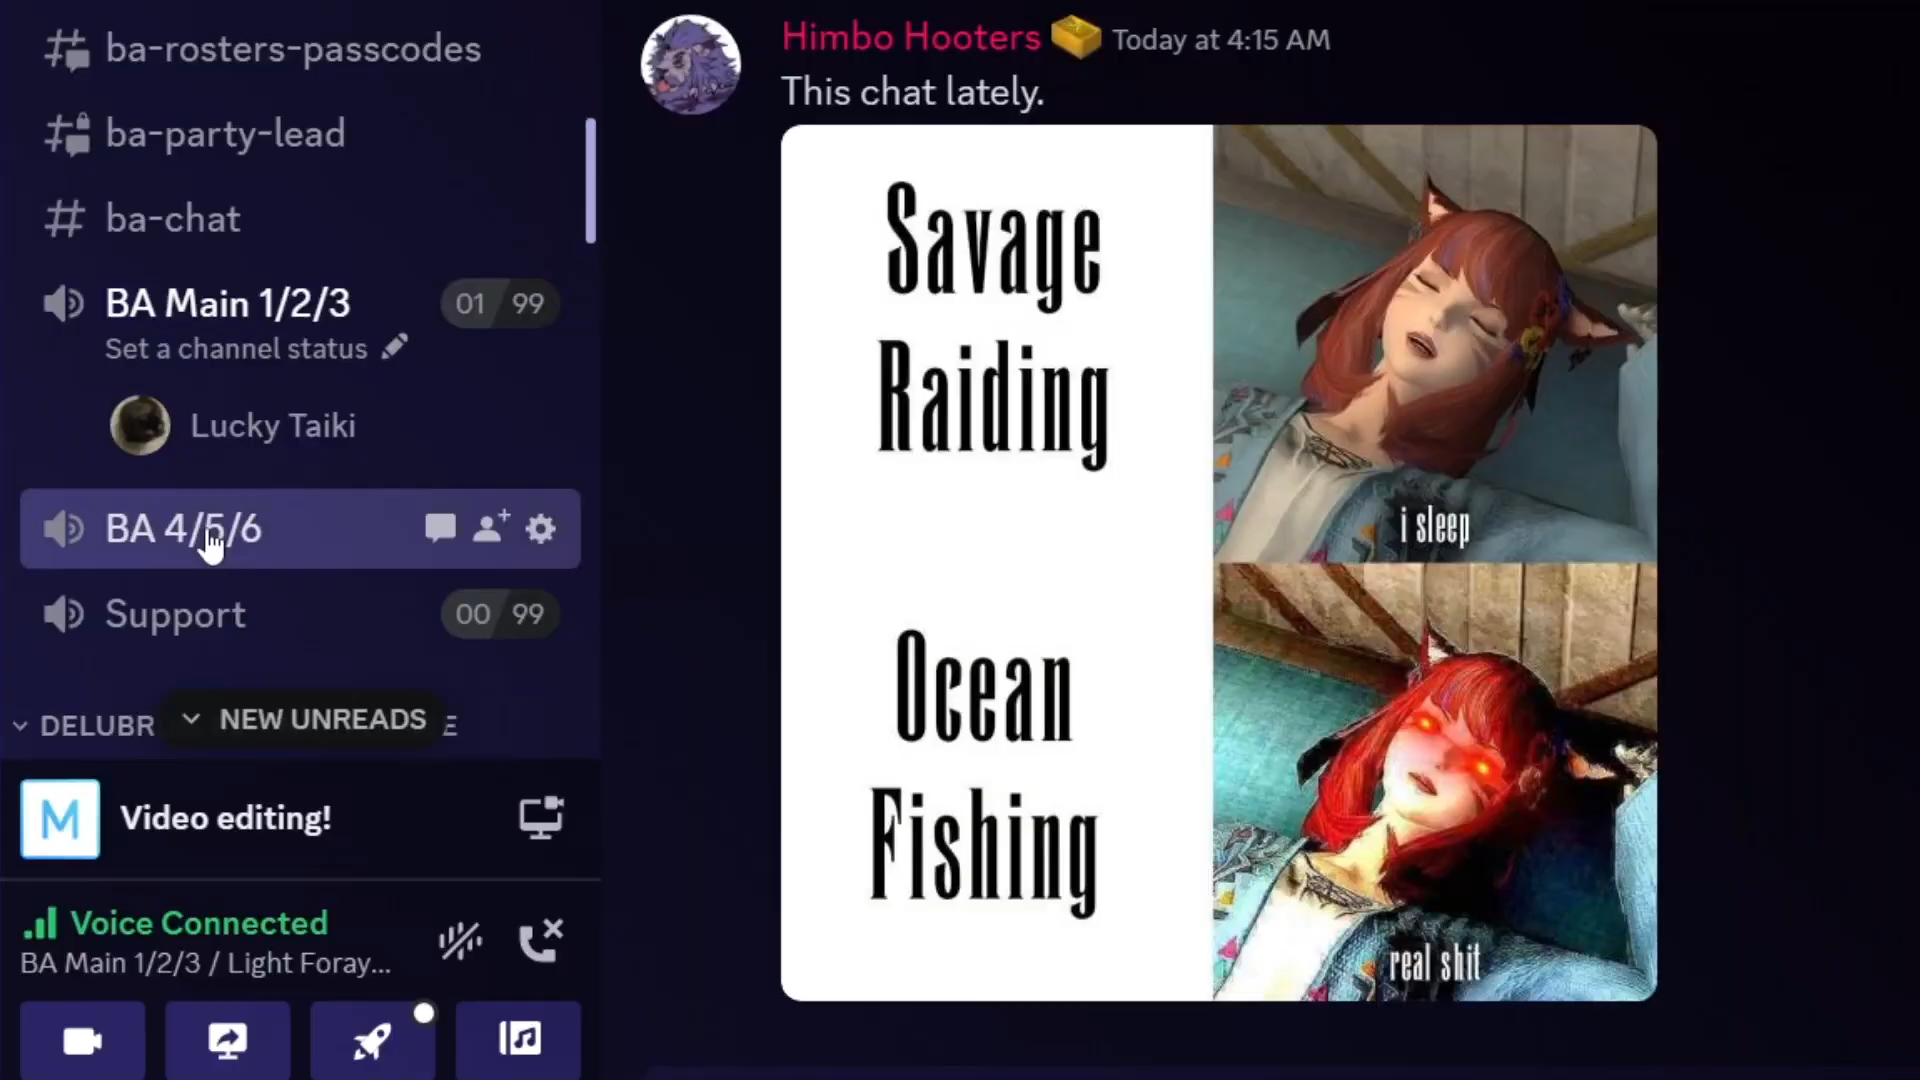 ba-rosters-passcodes
ba-party-lead
ba-chat
BA Main 1/2/3 01 99
Set a channel status
Lucky Taiki
BA 4/5/6
Support 00 99
DELUBR NEW UNREADS E
M Video editing!
Voice Connected
BA Main 1/2/3 / Light Foray...
Himbo Hooters Today at 4:15 AM
This chat lately.
Savage
Raiding
i sleep
Ocean
Fishing
real shit